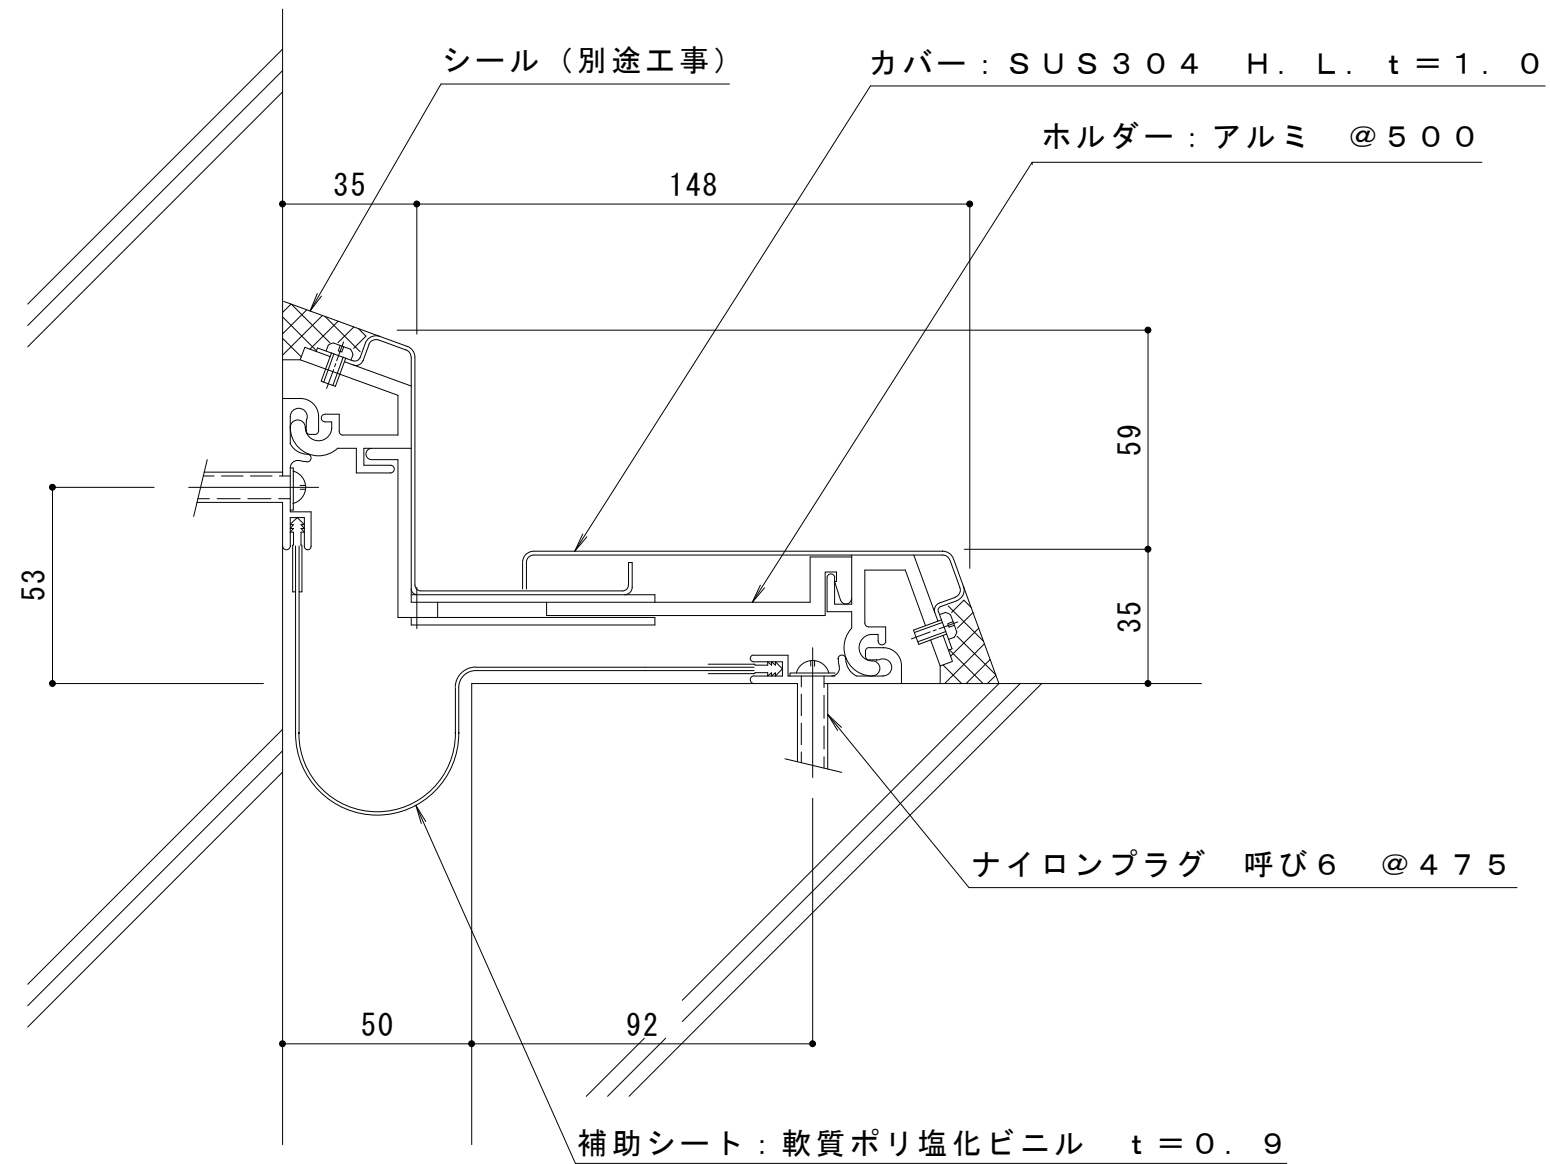 シール（別途工事）
カバー：ＳＵＳ３０４　Ｈ．Ｌ．ｔ＝１．０
ホルダー：アルミ　＠５００
35
148
59
53
35
ナイロンプラグ　呼び６　＠４７５
50
92
補助シート：軟質ポリ塩化ビニル　ｔ＝０．９